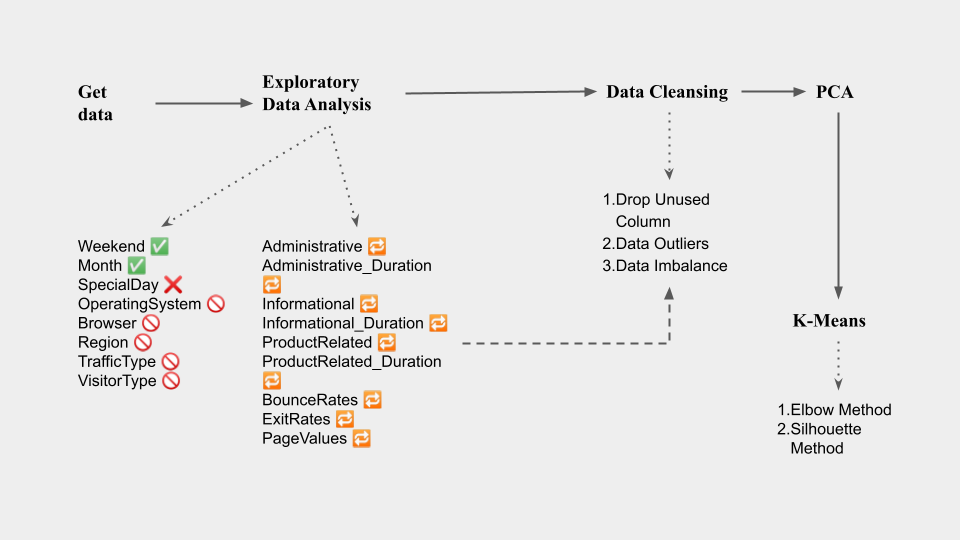 Get
data
Exploratory
Data Analysis
Data Cleansing
PCA
Weekend ✅
Month ✅
SpecialDay ❌
OperatingSystem 🚫
Browser 🚫
Region 🚫
TrafficType 🚫
VisitorType 🚫
Administrative 🔁
Administrative_Duration
🔁
Informational 🔁
Informational_Duration 🔁
ProductRelated 🔁
ProductRelated_Duration
🔁
BounceRates 🔁
ExitRates 🔁
PageValues 🔁
1.Drop Unused
Column
2.Data Outliers
3.Data Imbalance
K-Means
1.Elbow Method
2.Silhouette
Method